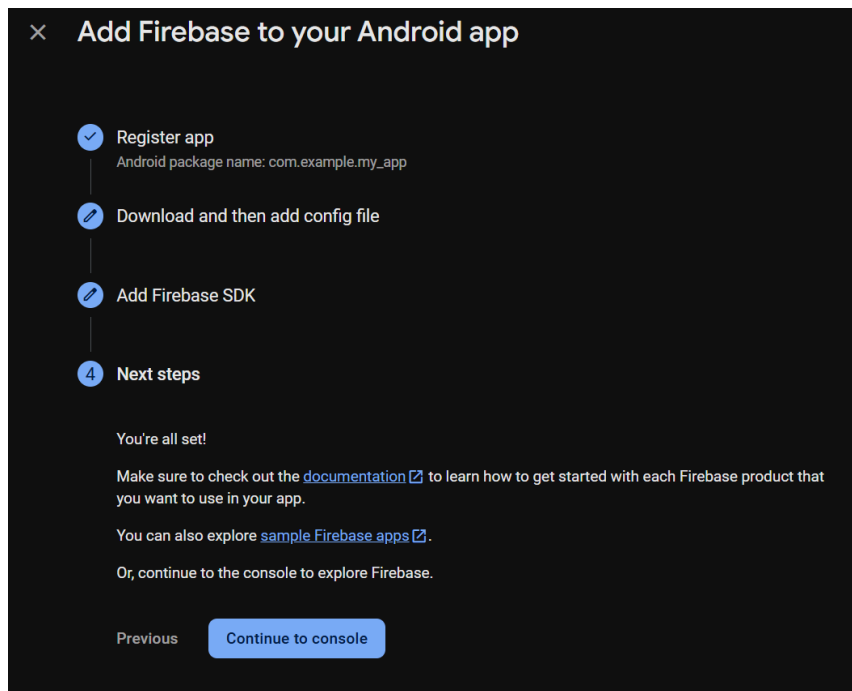 Add Firebase to your Android app
Register app
Android package name: com.example.my_app
Download and then add config file
Add Firebase SDK
4 Next steps
You're all set!
Make sure to check out the documentation to learn how to get started with each Firebase product that
you want to use in your app.
You can also explore sample Firebase apps.
Or, continue to the console to explore Firebase.
Previous Continue to console